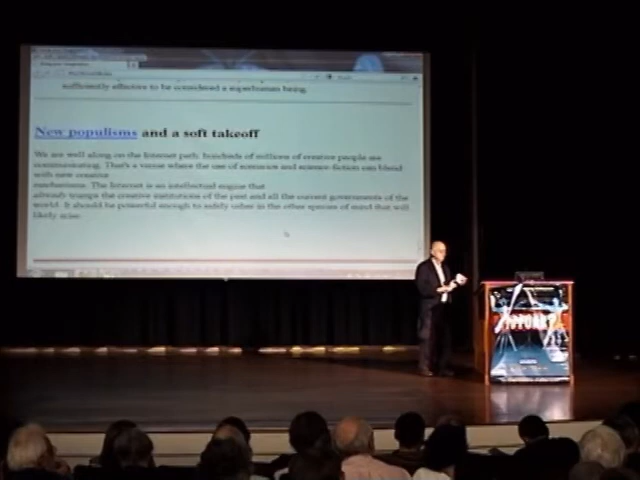 sufficiently effective to be considered a superhuman being.
New populisms and a soft takeoff
We are well along on the Internet path: hundreds of millions of creative people are
communicating. That's a venue where the use of scenarios and science-fiction can blend
with new creative
mechanisms. The Internet is an intellectual engine that
already trumps the creative institutions of the past and all the current governments of the
world. It should be powerful enough to safely usher in the other species of mind that will
likely arise.